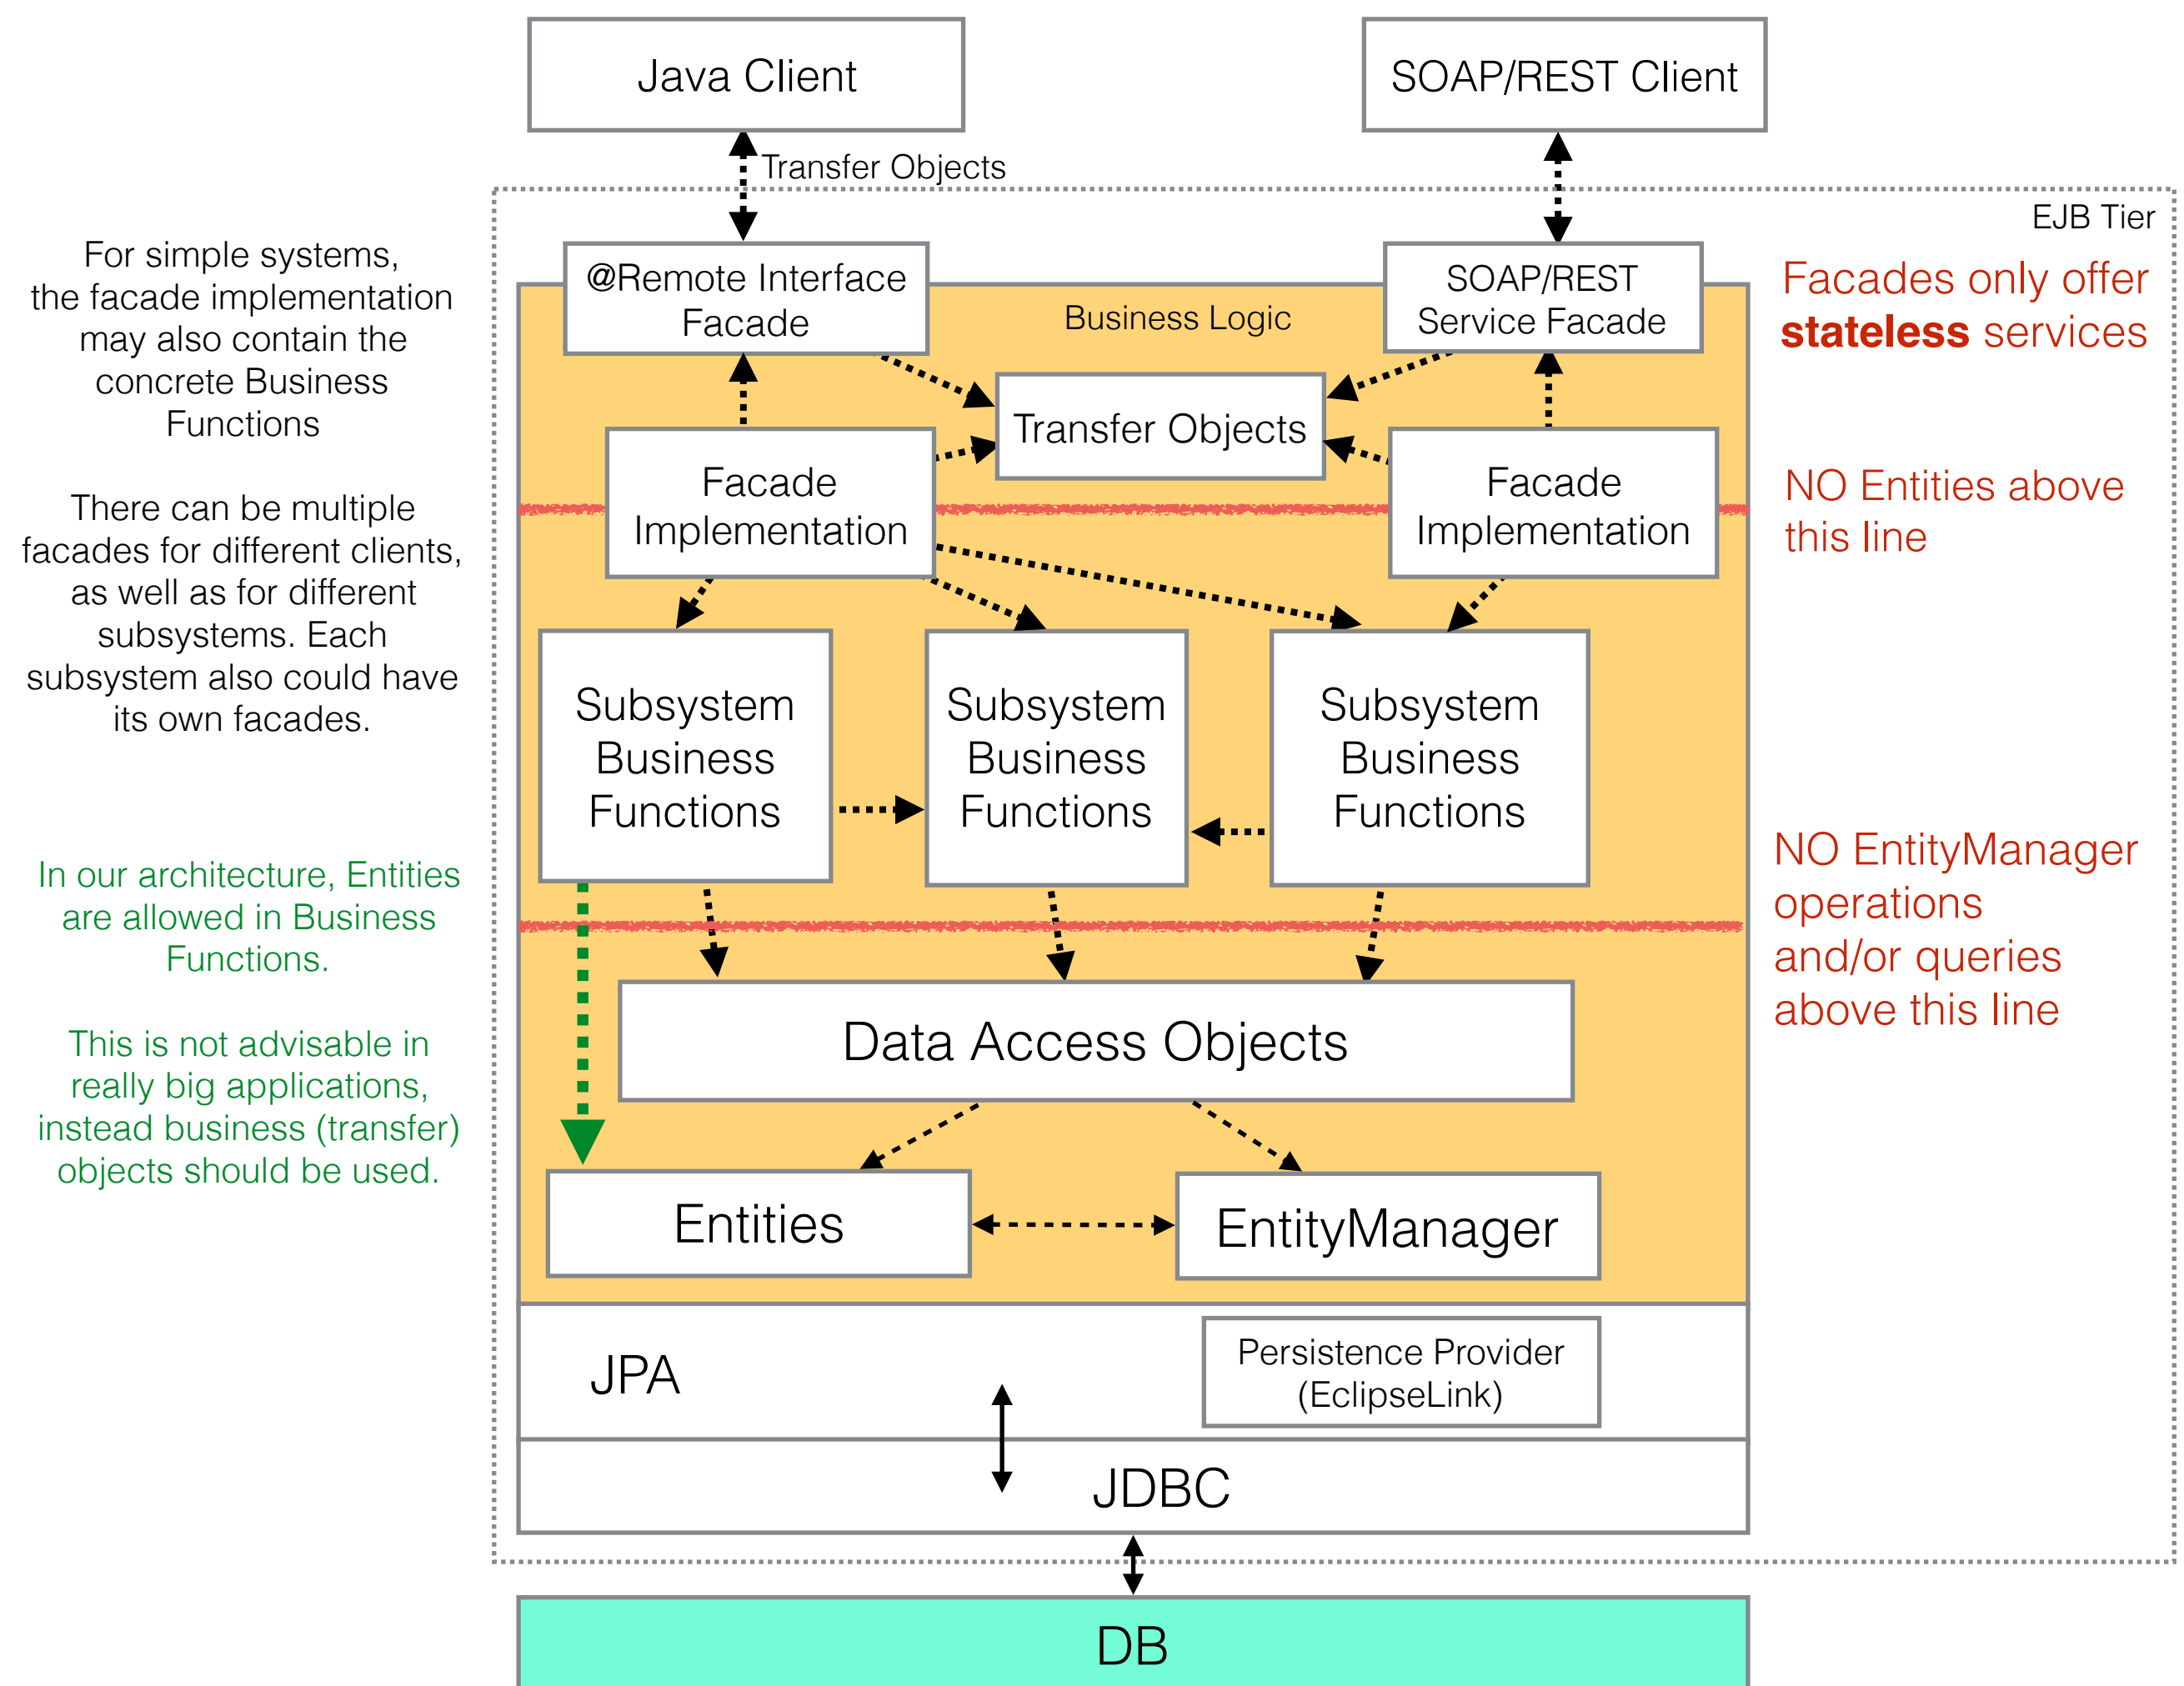 Java Client
SOAP/REST Client
Transfer Objects
EJB Tier
For simple systems,
the facade implementation
may also contain the
concrete Business
Functions
There can be multiple
facades for different clients,
as well as for different
subsystems. Each
subsystem also could have
its own facades.
In our architecture, Entities
are allowed in Business
Functions.
This is not advisable in
really big applications,
instead business (transfer)
objects should be used.
@Remote Interface
Facade
Business Logic
SOAP/REST
Service Facade
Transfer Objects
Facade
Implementation
Facade
Implementation
Subsystem
Business
Functions
Subsystem
Business
Functions
Subsystem
Business
Functions
Data Access Objects
Entities
EntityManager
JPA
Persistence Provider
(EclipseLink)
JDBC
DB
Facades only offer
stateless services
NO Entities above
this line
NO EntityManager
operations
and/or queries
above this line